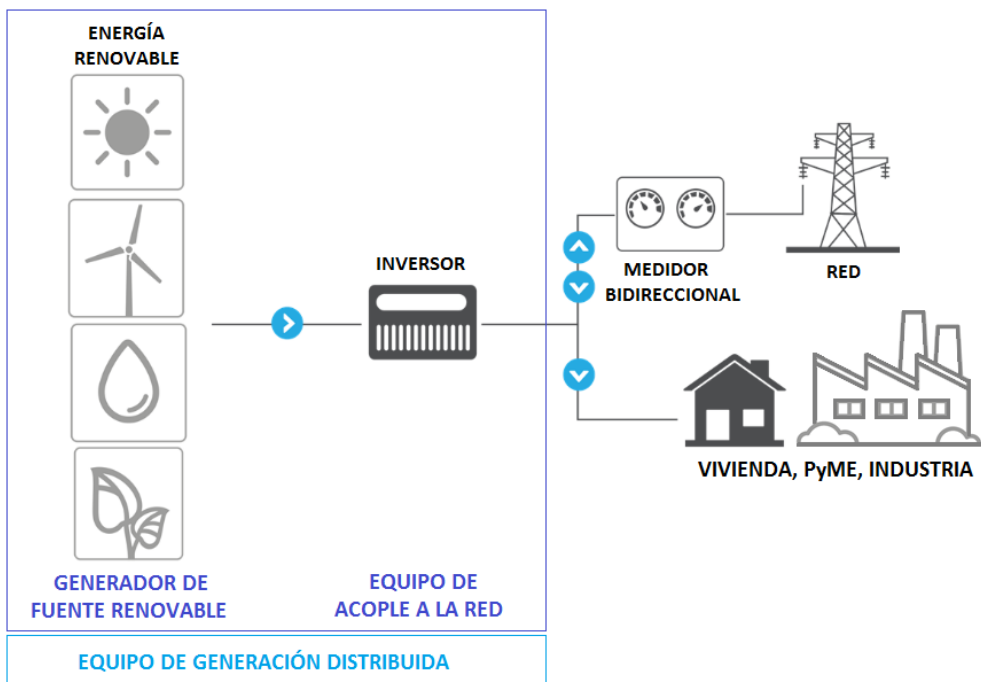 ENERGÍA
RENOVABLE
INVERSOR
MEDIDOR
BIDIRECCIONAL
RED
VIVIENDA, PyME, INDUSTRIA
GENERADOR DE
FUENTE RENOVABLE
EQUIPO DE
ACOPLE A LA RED
EQUIPO DE GENERACIÓN DISTRIBUIDA